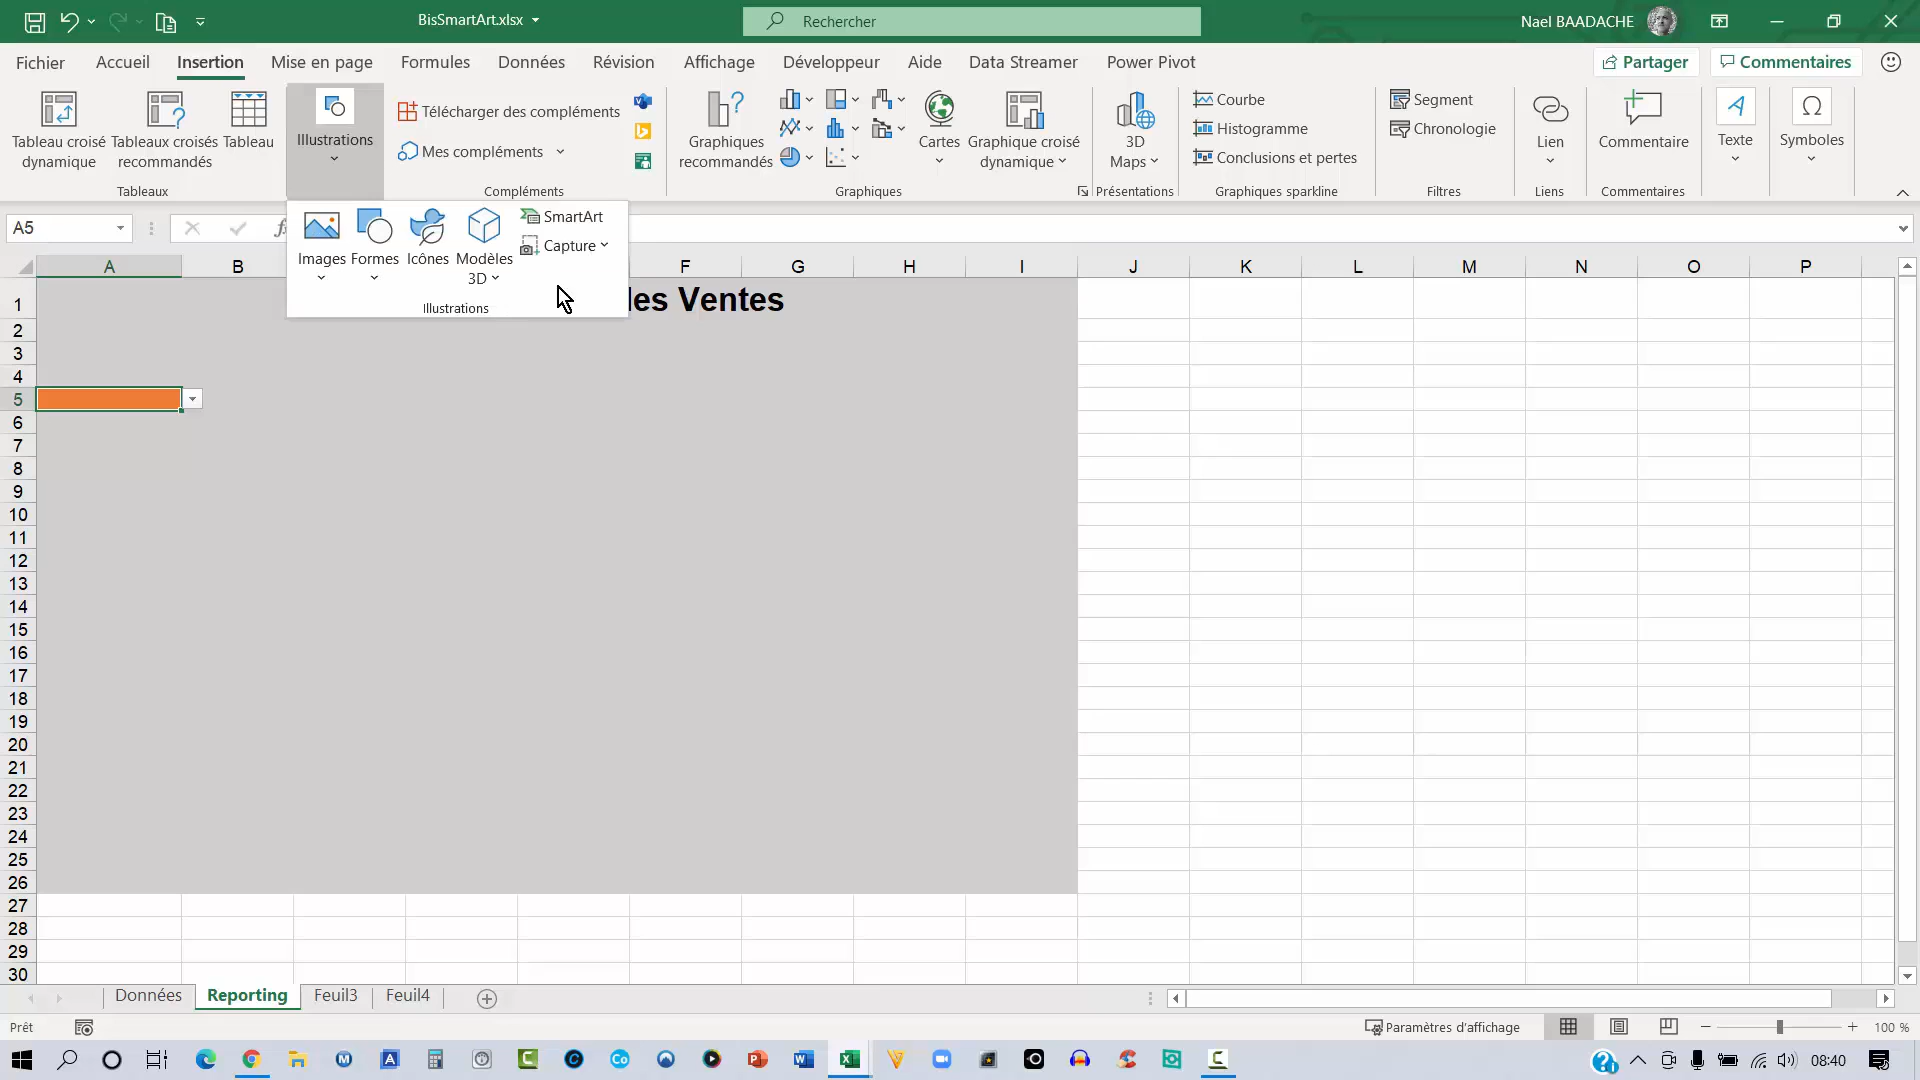 BisSmartArt.xlsx
Rechercher
Nael BAADACHE
Fichier Accueil Insertion Mise en page Formules Données Révision Affichage Développeur Aide Data Streamer Power Pivot
Partager Commentaires
Tableau croisé dynamique
Tableaux croisés recommandés
Tableau
Tableaux
Illustrations
Télécharger des compléments
Mes compléments
Compléments
Graphiques recommandés
Cartes
Graphique croisé dynamique
Graphiques
3D Maps
Présentations
Courbe
Histogramme
Conclusions et pertes
Graphiques sparkline
Segment
Chronologie
Filtres
Lien
Liens
Commentaire
Commentaires
Texte
Symboles
A5
Images Formes Icônes Modèles 3D
SmartArt
Capture
Illustrations
A B F G H I J K L M N O P
les Ventes
1
2
3
4
5
6
7
8
9
10
11
12
13
14
15
16
17
18
19
20
21
22
23
24
25
26
27
28
29
30
Données Reporting Feuil3 Feuil4
Prêt
Paramètres d'affichage
100 %
08:40